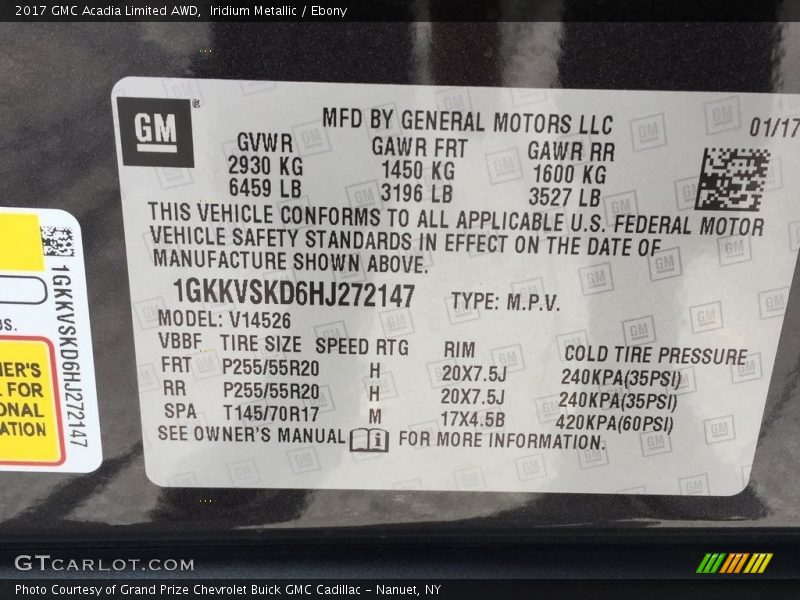 2017 GMC Acadia Limited AWD, Iridium Metallic / Ebony
GM
®
MFD BY GENERAL MOTORS LLC
01/17
GVWR GAWR FRT GAWR RR
2930 KG 1450 KG 1600 KG
6459 LB 3196 LB 3527 LB
THIS VEHICLE CONFORMS TO ALL APPLICABLE U.S. FEDERAL MOTOR
VEHICLE SAFETY STANDARDS IN EFFECT ON THE DATE OF
MANUFACTURE SHOWN ABOVE.
1GKKVSKD6HJ272147 TYPE: M.P.V.
MODEL: V14526
VBBF TIRE SIZE SPEED RTG RIM COLD TIRE PRESSURE
FRT P255/55R20 H 20X7.5J 240KPA(35PSI)
RR P255/55R20 H 20X7.5J 240KPA(35PSI)
SPA T145/70R17 M 17X4.5B 420KPA(60PSI)
SEE OWNER'S MANUAL FOR MORE INFORMATION.
1GKKVSKD6HJ272147
BS.
NER'S
L FOR
ONAL
ATION
GTCARLOT.COM
Photo Courtesy of Grand Prize Chevrolet Buick GMC Cadillac - Nanuet, NY